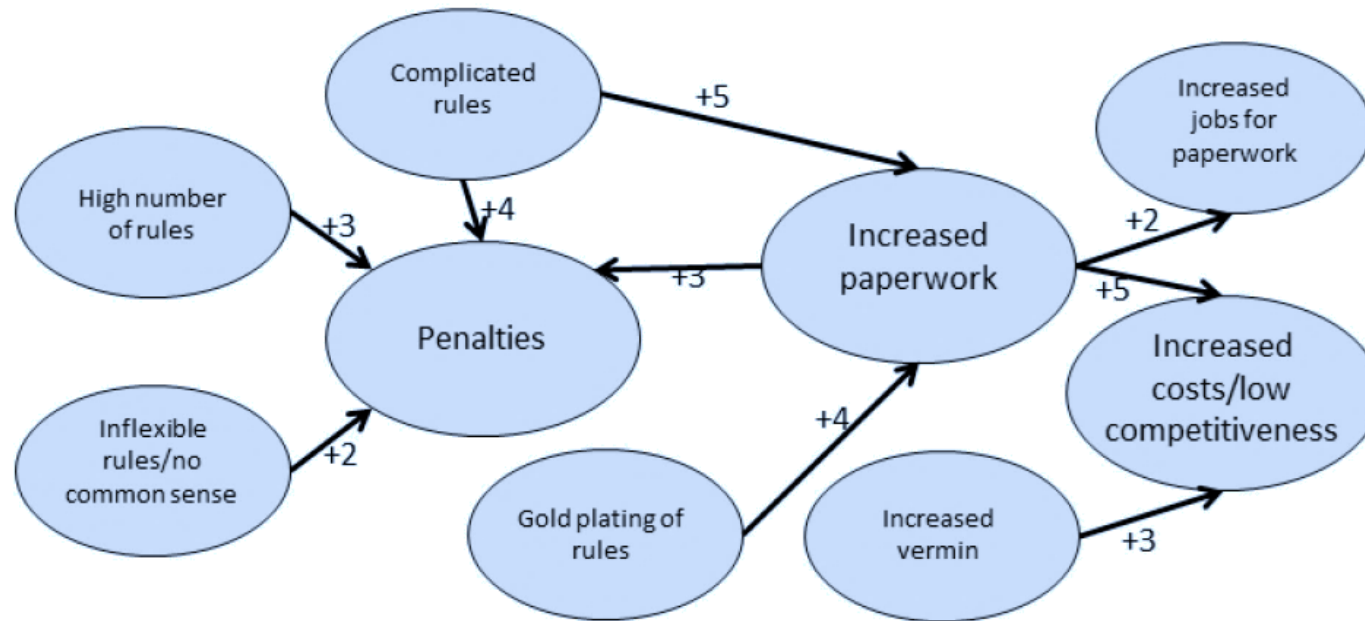 Complicated
rules
+5
Increased
jobs for
paperwork
High number
of rules
+3
+4
+2
Increased
paperwork
+3
+5
Penalties
Increased
costs/low
competitiveness
Inflexible
rules/no
common sense
+2
+4
Gold plating of
rules
Increased
vermin
+3